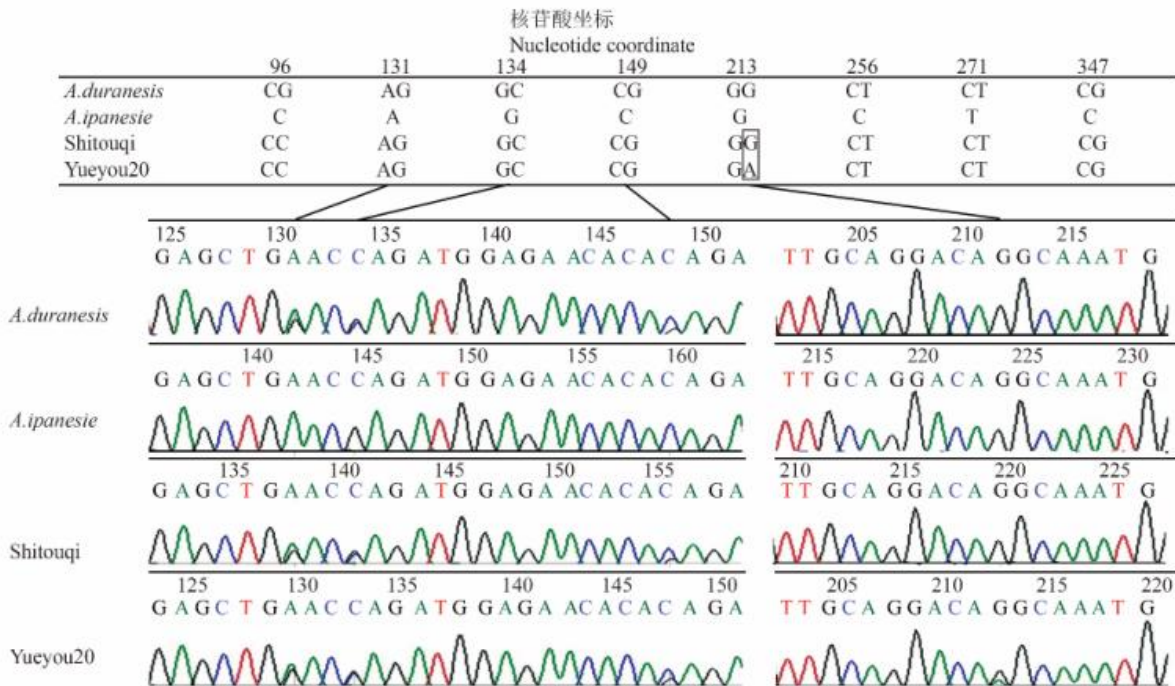 核苷酸坐标
Nucleotide coordinate
96 131 134 149 213 256 271 347
A.duranesis CG AG GC CG GG CT CT CG
A.ipanesie C A G C G C T C
Shitouqi CC AG GC CG GG CT CT CG
Yueyou20 CC AG GC CG GA CT CT CG
125 130 135 140 145 150 205 210 215
G A G C T G A A C C A G A T G G A G A A C A C A C A G A T T G C A G G A C A G G C A A A T G
A.duranesis
140 145 150 155 160 215 220 225 230
G A G C T G A A C C A G A T G G A G A A C A C A C A G A T T G C A G G A C A G G C A A A T G
A.ipanesie
135 140 145 150 155 210 215 220 225
G A G C T G A A C C A G A T G G A G A A C A C A C A G A T T G C A G G A C A G G C A A A T G
Shitouqi
125 130 135 140 145 150 205 210 215 220
G A G C T G A A C C A G A T G G A G A A C A C A C A G A T T G C A G G A C A G G C A A A T G
Yueyou20